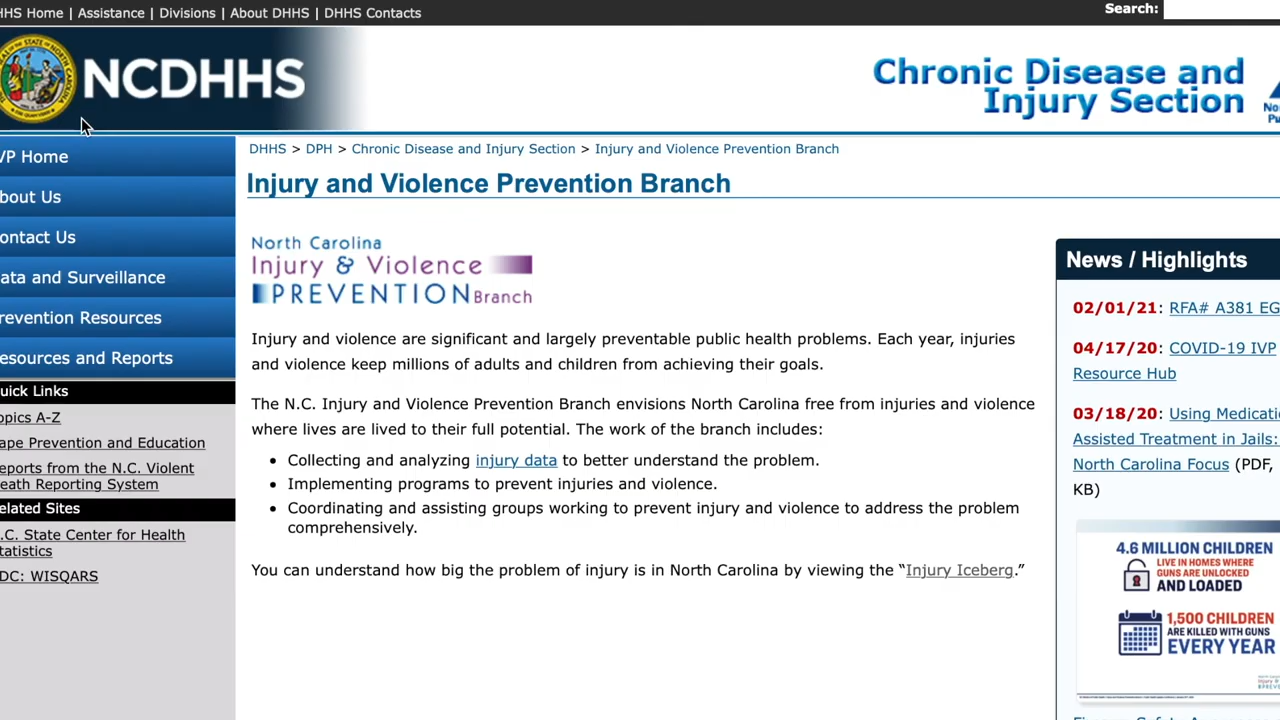 HHS Home | Assistance | Divisions | About DHHS | DHHS Contacts
Search:
NCDHHS
Chronic Disease and
Injury Section
VP Home
bout Us
ontact Us
ata and Surveillance
revention Resources
esources and Reports
uick Links
opics A-Z
ape Prevention and Education
eports from the N.C. Violent
eath Reporting System
elated Sites
.C. State Center for Health
tatistics
DC: WISQARS
DHHS > DPH > Chronic Disease and Injury Section > Injury and Violence Prevention Branch
Injury and Violence Prevention Branch
North Carolina
Injury & Violence
PREVENTION Branch
Injury and violence are significant and largely preventable public health problems. Each year, injuries
and violence keep millions of adults and children from achieving their goals.
The N.C. Injury and Violence Prevention Branch envisions North Carolina free from injuries and violence
where lives are lived to their full potential. The work of the branch includes:
• Collecting and analyzing injury data to better understand the problem.
• Implementing programs to prevent injuries and violence.
• Coordinating and assisting groups working to prevent injury and violence to address the problem
comprehensively.
You can understand how big the problem of injury is in North Carolina by viewing the “Injury Iceberg.”
News / Highlights
02/01/21: RFA# A381 EG
04/17/20: COVID-19 IVP
Resource Hub
03/18/20: Using Medicatio
Assisted Treatment in Jails:
North Carolina Focus (PDF,
KB)
4.6 MILLION CHILDREN
LIVE IN HOMES WHERE
GUNS ARE UNLOCKED
AND LOADED
1,500 CHILDREN
ARE KILLED WITH GUNS
EVERY YEAR